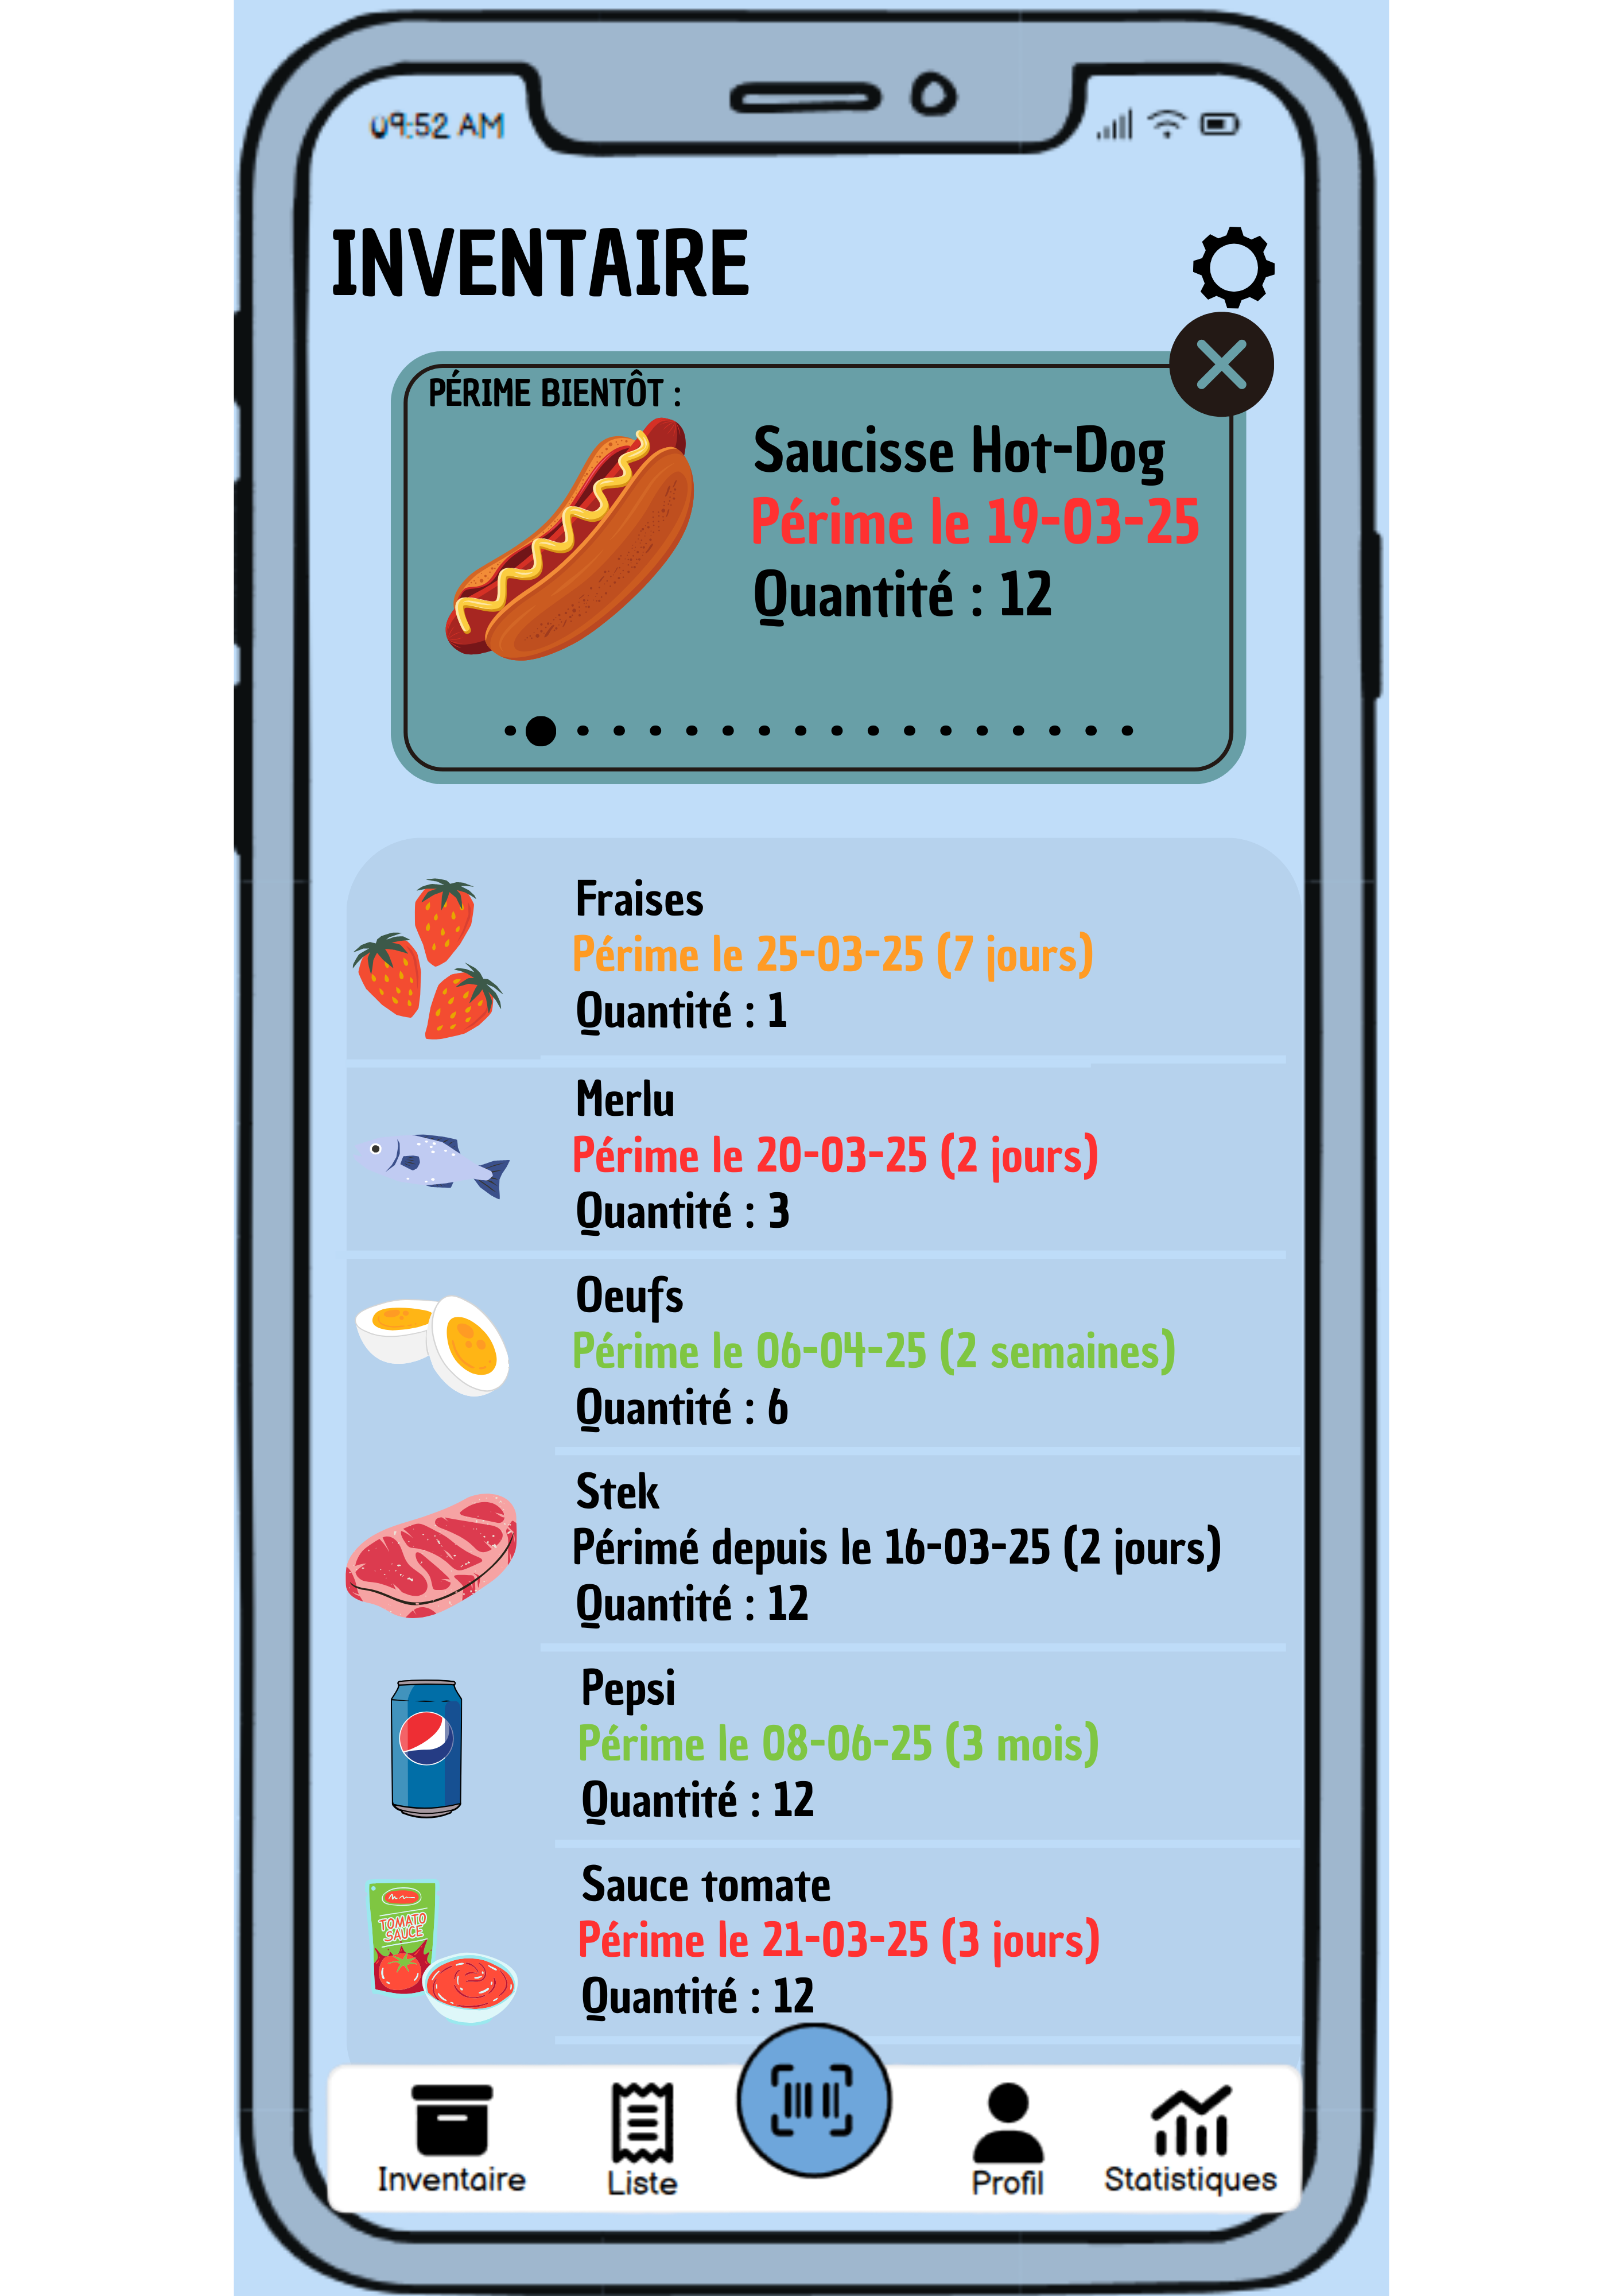 09:52 AM
INVENTAIRE
PÉRIME BIENTÔT :
Saucisse Hot-Dog
Périme le 19-03-25
Quantité : 12
Fraises
Périme le 25-03-25 (7 jours)
Quantité : 1
Merlu
Périme le 20-03-25 (2 jours)
Quantité : 3
Oeufs
Périme le 06-04-25 (2 semaines)
Quantité : 6
Stek
Périmé depuis le 16-03-25 (2 jours)
Quantité : 12
Pepsi
Périme le 08-06-25 (3 mois)
Quantité : 12
Sauce tomate
Périme le 21-03-25 (3 jours)
Quantité : 12
TOMATO
SAUCE
Inventaire
Liste
Profil
Statistiques